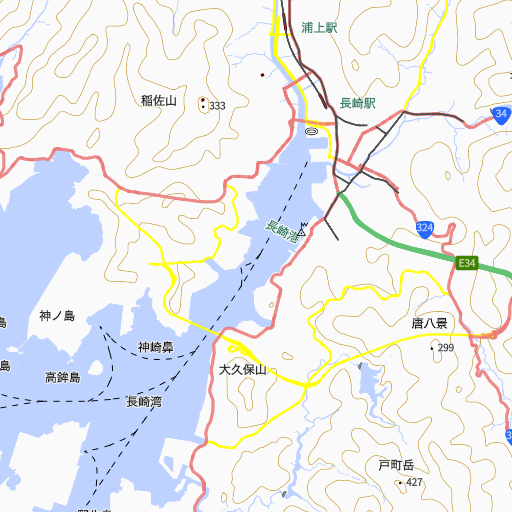 浦上駅
稲佐山
333
長崎駅
34
324
長崎港
E34
島
神ノ島
唐八景
神崎鼻
299
島
高鉾島
大久保山
長崎湾
戸町岳
427